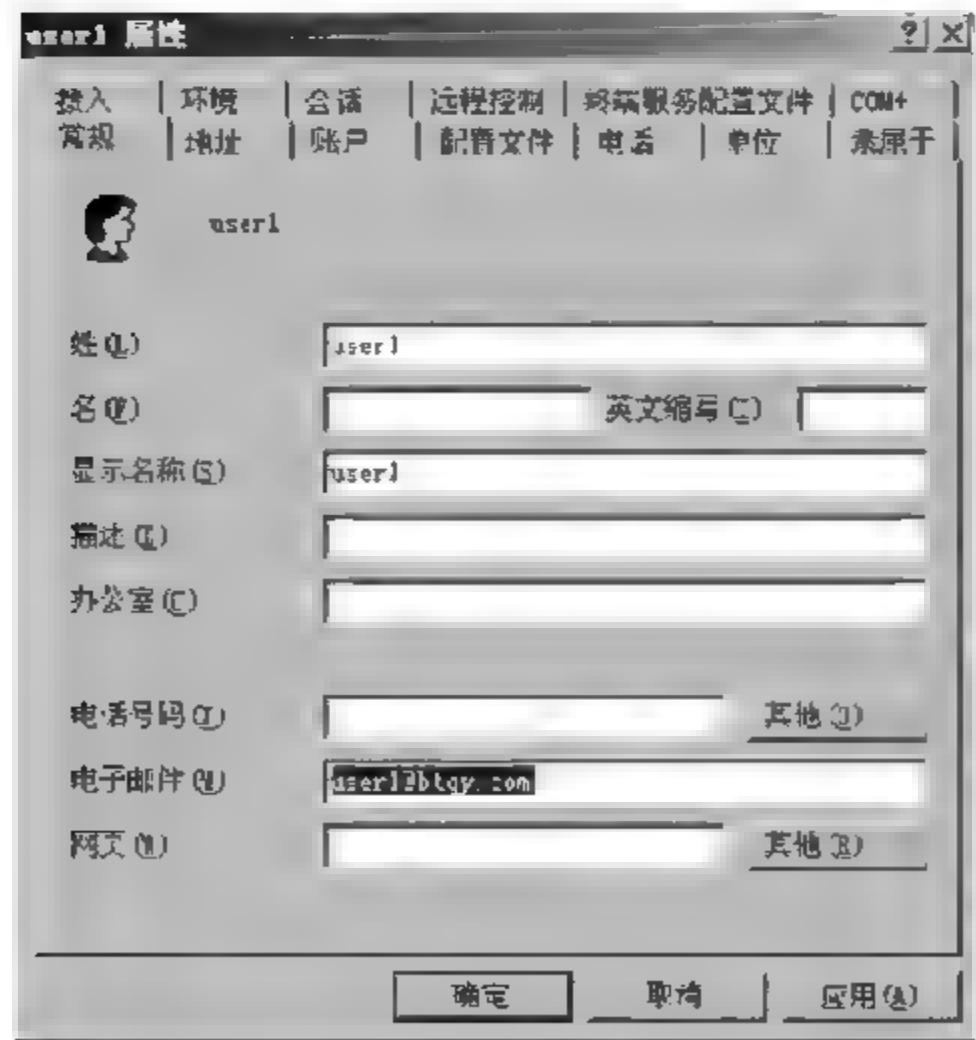 user1 属性
拨入 环境 会话 远程控制 终端服务配置文件 COM+
常规 地址 账户 配置文件 电话 单位 隶属于
user1
姓(L) user1
名(F) 英文缩写(I)
显示名称(S) user1
描述
办公室(C)
电话号码(T) 其他(O)
电子邮件(M) user1@btqy.com
网页 其他(R)
确定 取消 应用(A)